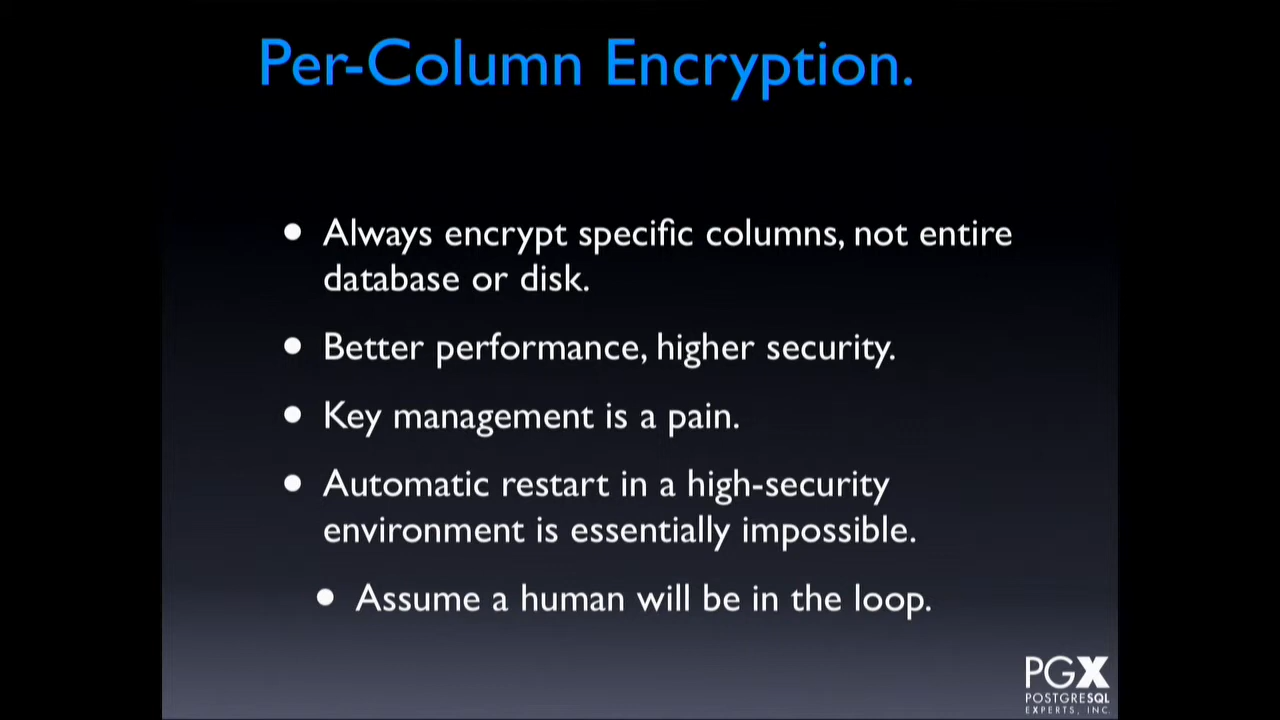 Per-Column Encryption.
Always encrypt specific columns, not entire
database or disk.
Better performance, higher security.
Key management is a pain.
Automatic restart in a high-security
environment is essentially impossible.
Assume a human will be in the loop.
PGX
POSTGRESQL
EXPERTS, INC.